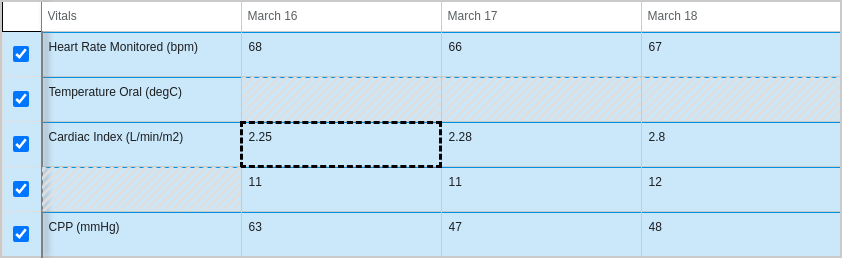 Vitals March 16 March 17 March 18
Heart Rate Monitored (bpm) 68 66 67
Temperature Oral (degC)
Cardiac Index (L/min/m2) 2.25 2.28 2.8
11 11 12
CPP (mmHg) 63 47 48